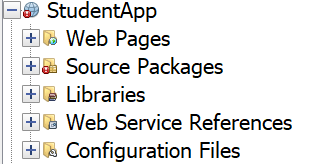 StudentApp
Web Pages
Source Packages
Libraries
Web Service References
Configuration Files